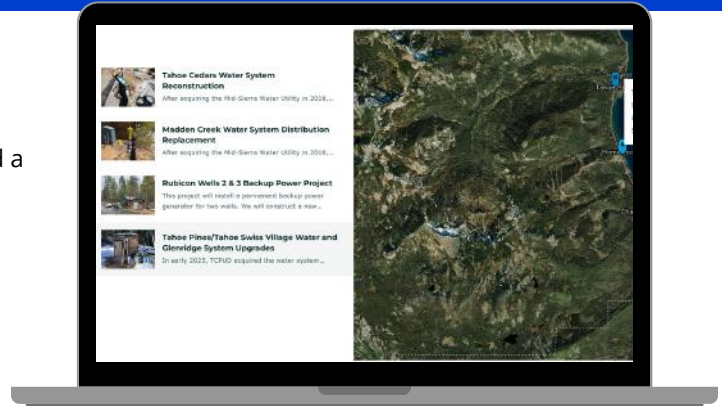 d a
Tahoe Cedars Water System
Reconstruction
After acquiring the Mid-Sierra Water Utility in 2018,...
Madden Creek Water System Distribution
Replacement
After acquiring the Mid-Sierra Water Utility in 2018,...
Rubicon Wells 2 & 3 Backup Power Project
This project will install a permanent backup power
generator for two wells. We will construct a new...
Tahoe Pines/Tahoe Swiss Village Water and
Glenridge System Upgrades
In early 2025, TCPUD acquired the water system...